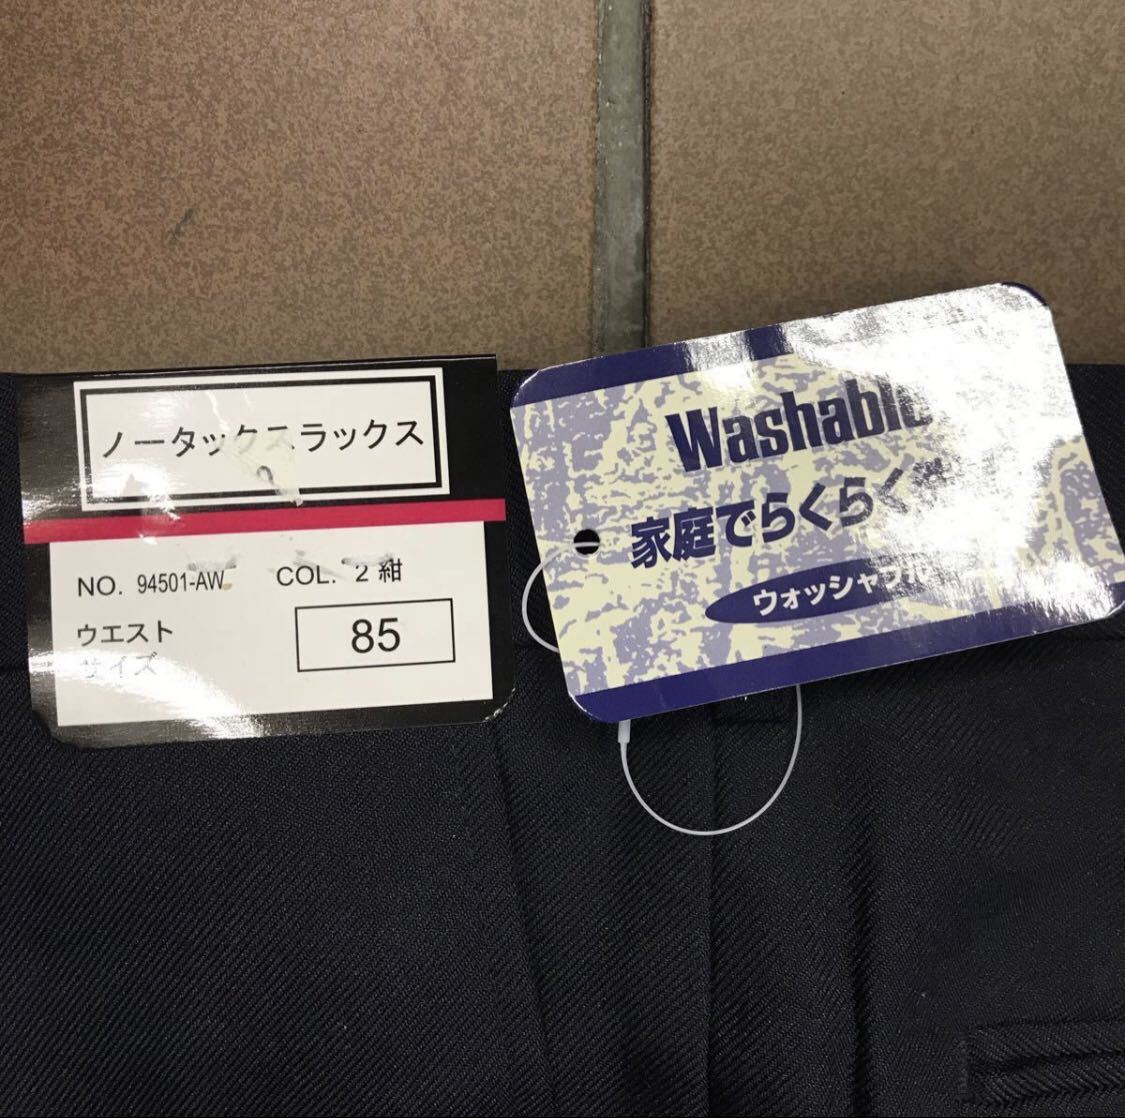 ノータックスラックス
NO. 94501-AW COL. 2 紺
ウエスト
サイズ
85
Washable
家庭でらくらく
ウォッシャブル